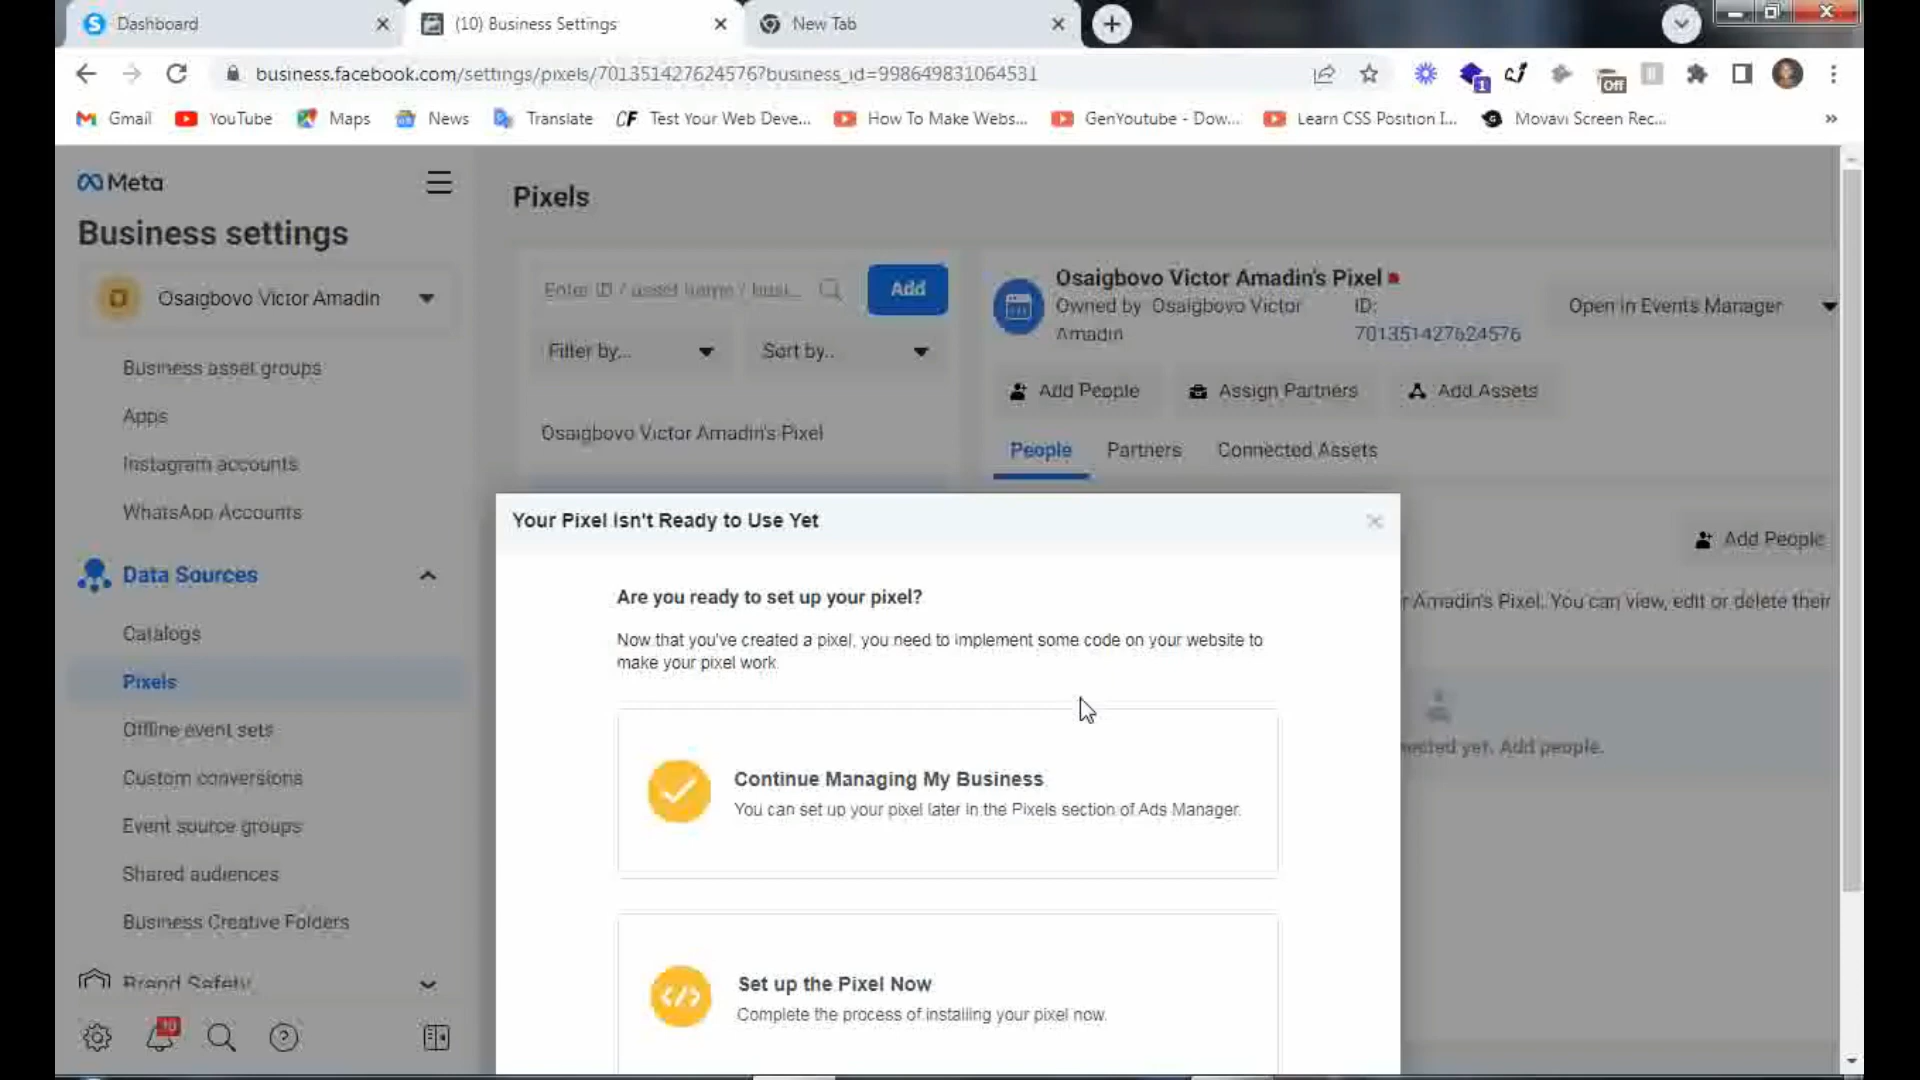 Dashboard
(10) Business Settings
New Tab
business.facebook.com/settings/pixels/701351427624576?business_id=998649831064531
Off
1
Gmail
YouTube
Maps
News
Translate
CF Test Your Web Deve...
How To Make Webs...
GenYoutube - Dow...
Learn CSS Position I...
Movavi Screen Rec...
»
Meta
Business settings
Osaigbovo Victor Amadin
Business asset groups
Apps
Instagram accounts
WhatsApp Accounts
Data Sources
Catalogs
Pixels
Offline event sets
Custom conversions
Event source groups
Shared audiences
Business Creative Folders
Brand Safety
Pixels
Enter ID / asset name / busi...
Add
Filter by...
Sort by...
Osaigbovo Victor Amadin's Pixel
Osaigbovo Victor Amadin's Pixel
Owned by Osaigbovo Victor
Amadin
ID:
701351427624576
Open in Events Manager
Add People
Assign Partners
Add Assets
People
Partners
Connected Assets
Add People
Amadin's Pixel. You can view, edit or delete their
yet. Add people.
Your Pixel Isn't Ready to Use Yet
Are you ready to set up your pixel?
Now that you've created a pixel, you need to implement some code on your website to
make your pixel work.
Continue Managing My Business
You can set up your pixel later in the Pixels section of Ads Manager.
Set up the Pixel Now
Complete the process of installing your pixel now.